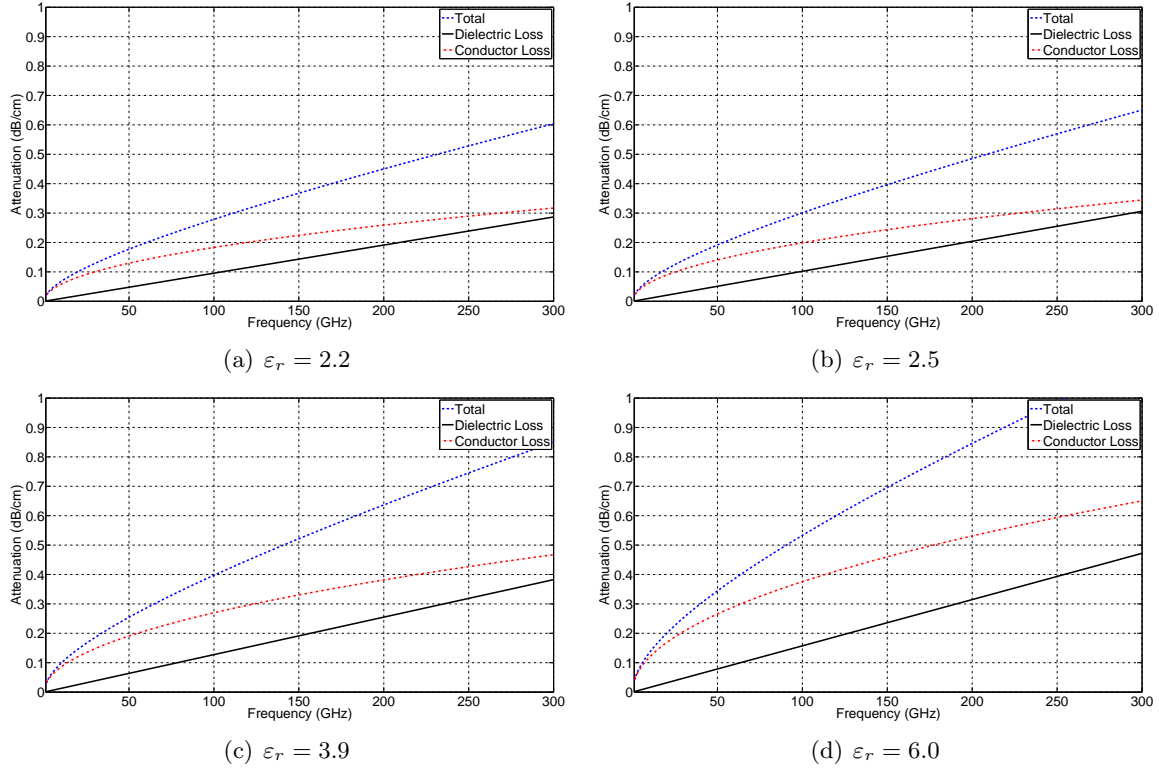 Total
Dielectric Loss
Conductor Loss
Attenuation (dB/cm)
1
0.9
0.8
0.7
0.6
0.5
0.4
0.3
0.2
0.1
0
50 100 150 200 250 300
Frequency (GHz)
(a) εr = 2.2
Total
Dielectric Loss
Conductor Loss
Attenuation (dB/cm)
1
0.9
0.8
0.7
0.6
0.5
0.4
0.3
0.2
0.1
0
50 100 150 200 250 300
Frequency (GHz)
(b) εr = 2.5
Total
Dielectric Loss
Conductor Loss
Attenuation (dB/cm)
1
0.9
0.8
0.7
0.6
0.5
0.4
0.3
0.2
0.1
0
50 100 150 200 250 300
Frequency (GHz)
(c) εr = 3.9
Total
Dielectric Loss
Conductor Loss
Attenuation (dB/cm)
1
0.9
0.8
0.7
0.6
0.5
0.4
0.3
0.2
0.1
0
50 100 150 200 250 300
Frequency (GHz)
(d) εr = 6.0